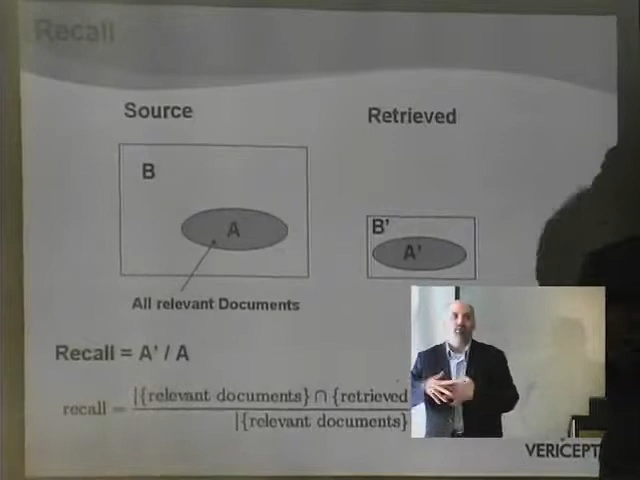 Recall
Source
Retrieved
B
A
B'
A'
All relevant Documents
Recall = A' / A
recall = |{relevant documents} ∩ {retrieved
|{relevant documents}
VERICEPT